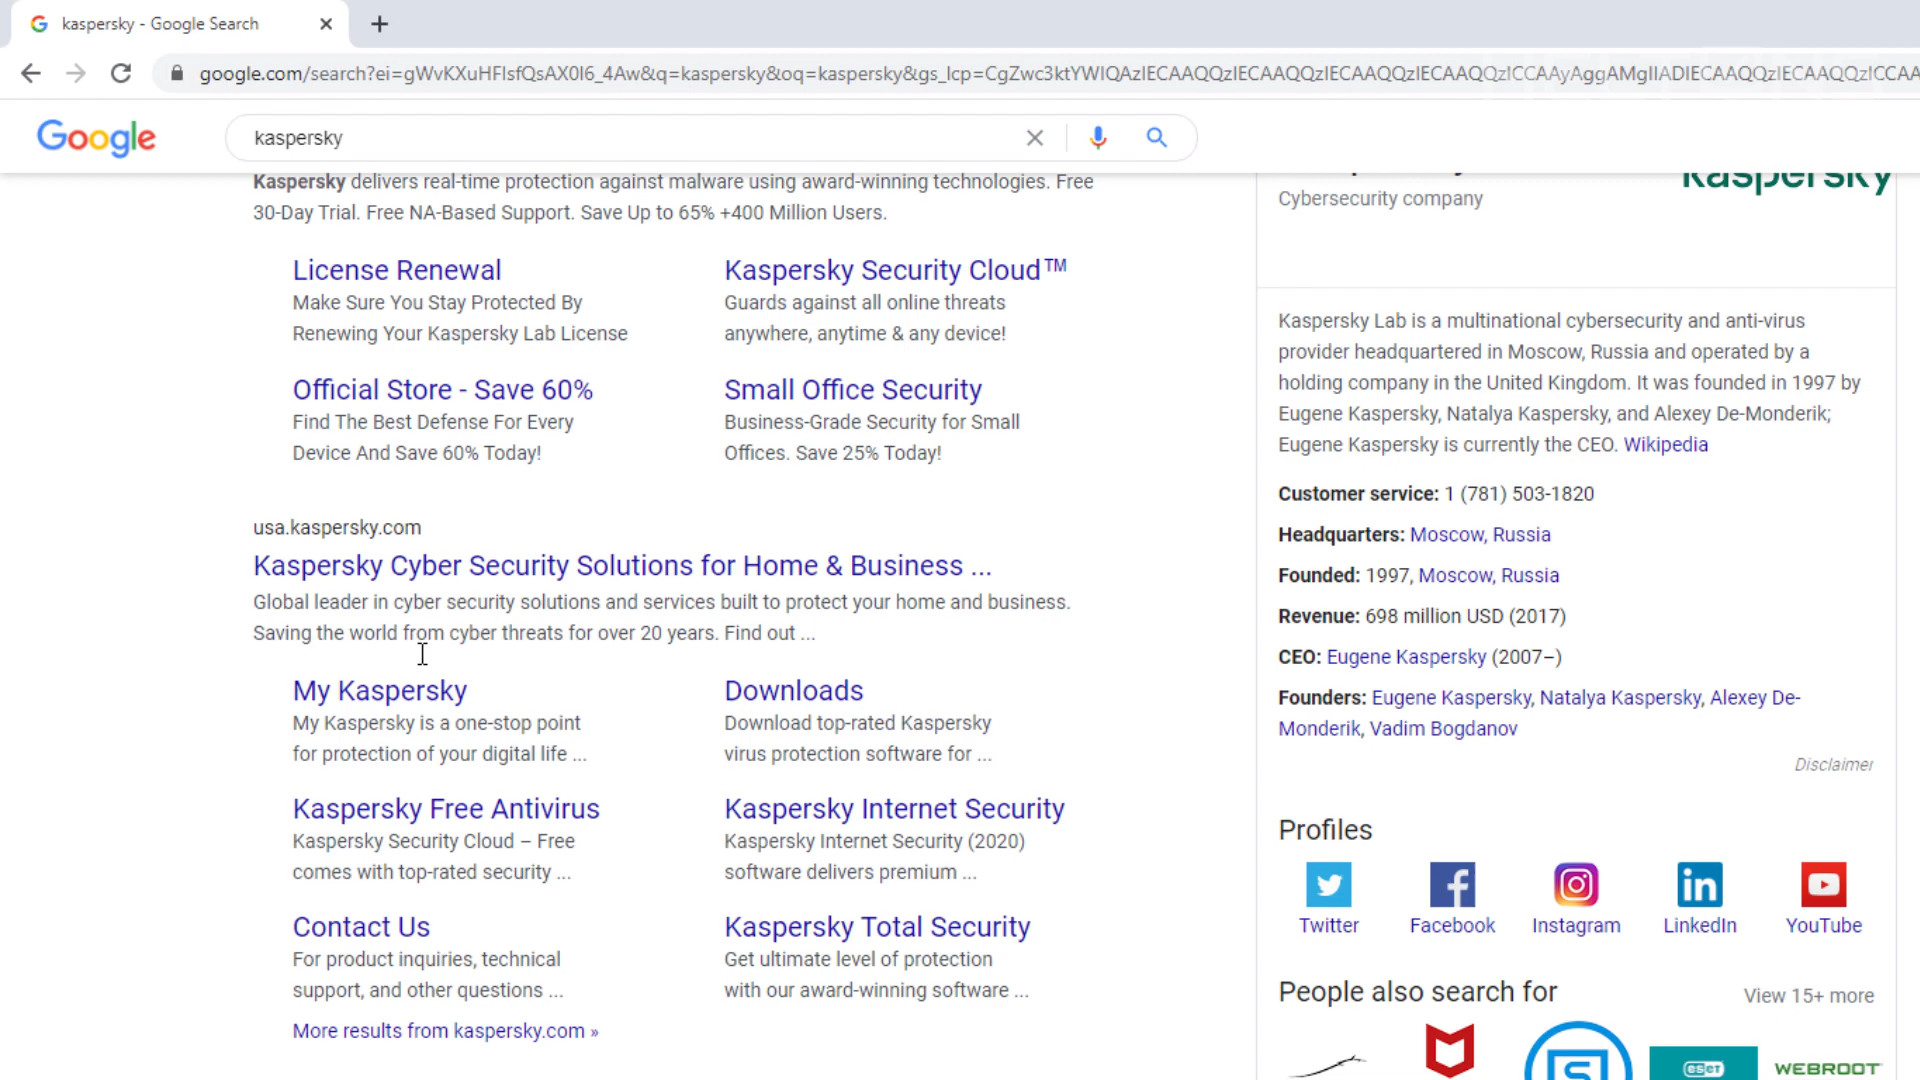 kaspersky - Google Search
google.com/search?ei=gWvKXuHFIsfQsAX0I6_4Aw&q=kaspersky&oq=kaspersky&gs_lcp=CgZwc3ktYWIQAzIECAAQQzIECAAQQzIECAAQQzIECAAQQzICCAAyAggAMgIIADIECAAQQzIECAAQQzICCAA
Google
kaspersky
Kaspersky delivers real-time protection against malware using award-winning technologies. Free
30-Day Trial. Free NA-Based Support. Save Up to 65% +400 Million Users.
License Renewal
Make Sure You Stay Protected By
Renewing Your Kaspersky Lab License
Kaspersky Security Cloud™
Guards against all online threats
anywhere, anytime & any device!
Official Store - Save 60%
Find The Best Defense For Every
Device And Save 60% Today!
Small Office Security
Business-Grade Security for Small
Offices. Save 25% Today!
usa.kaspersky.com
Kaspersky Cyber Security Solutions for Home & Business ...
Global leader in cyber security solutions and services built to protect your home and business.
Saving the world from cyber threats for over 20 years. Find out ...
My Kaspersky
My Kaspersky is a one-stop point
for protection of your digital life ...
Downloads
Download top-rated Kaspersky
virus protection software for ...
Kaspersky Free Antivirus
Kaspersky Security Cloud – Free
comes with top-rated security ...
Kaspersky Internet Security
Kaspersky Internet Security (2020)
software delivers premium ...
Contact Us
For product inquiries, technical
support, and other questions ...
Kaspersky Total Security
Get ultimate level of protection
with our award-winning software ...
More results from kaspersky.com »
kaspersky
Cybersecurity company
Kaspersky Lab is a multinational cybersecurity and anti-virus
provider headquartered in Moscow, Russia and operated by a
holding company in the United Kingdom. It was founded in 1997 by
Eugene Kaspersky, Natalya Kaspersky, and Alexey De-Monderik;
Eugene Kaspersky is currently the CEO. Wikipedia
Customer service: 1 (781) 503-1820
Headquarters: Moscow, Russia
Founded: 1997, Moscow, Russia
Revenue: 698 million USD (2017)
CEO: Eugene Kaspersky (2007–)
Founders: Eugene Kaspersky, Natalya Kaspersky, Alexey De-
Monderik, Vadim Bogdanov
Disclaimer
Profiles
Twitter
Facebook
Instagram
LinkedIn
YouTube
People also search for
View 15+ more
eset
WEBROOT